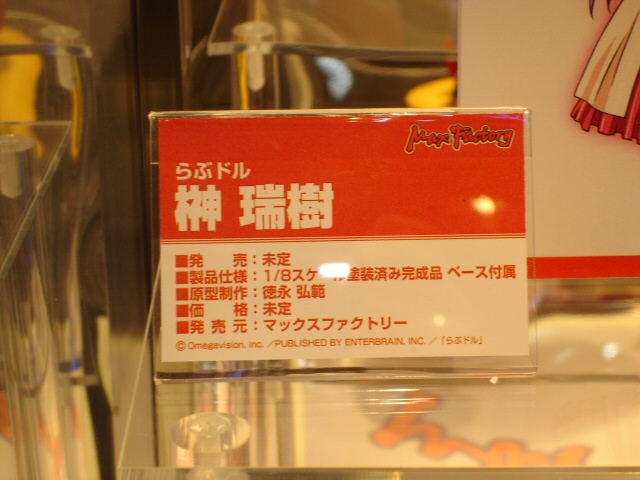 Max Factory
らぶドル
榊 瑞樹
■発　売：未定
■製品仕様：1/8スケール塗装済み完成品 ベース付属
■原型制作：徳永 弘範
■価　格：未定
■発 売 元：マックスファクトリー
©Omegavision, Inc. ／PUBLISHED BY ENTERBRAIN, INC. ／「らぶドル」